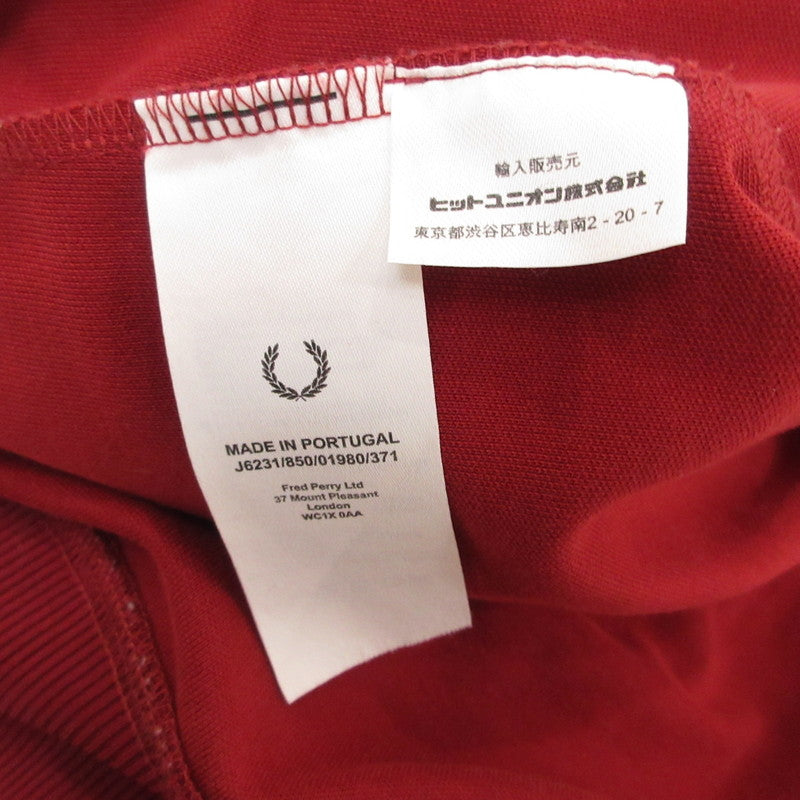 輸入販売元
ヒットユニオン株式会社
東京都渋谷区恵比寿南2-20-7
MADE IN PORTUGAL
J6231/850/01980/371
Fred Perry Ltd
37 Mount Pleasant
London
WC1X 0AA